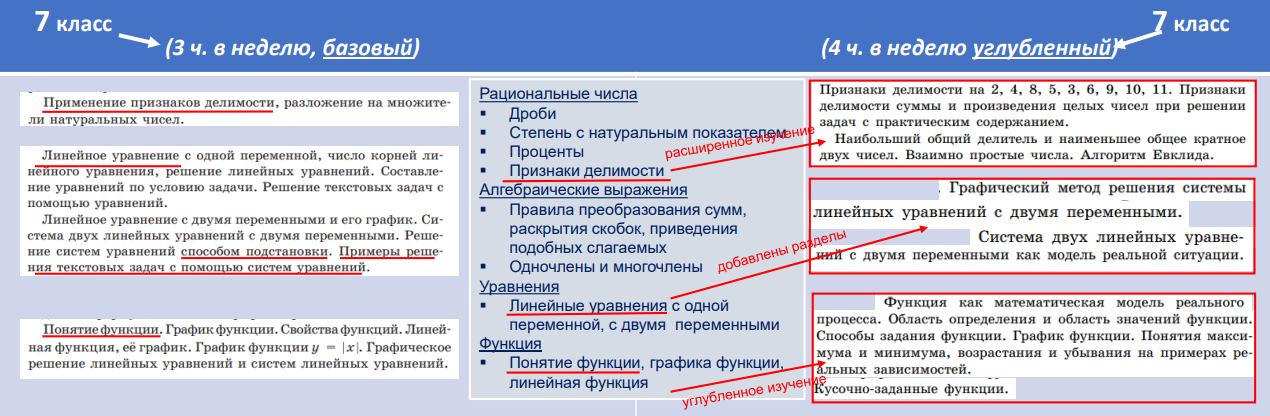 7 класс
(3 ч. в неделю, базовый)
7 класс
(4 ч. в неделю углубленный)
Применение признаков делимости, разложение на множите-
ли натуральных чисел.
Линейное уравнение с одной переменной, число корней ли-
нейного уравнения, решение линейных уравнений. Составле-
ние уравнений по условию задачи. Решение текстовых задач с
помощью уравнений.
Линейное уравнение с двумя переменными и его график. Си-
стема двух линейных уравнений с двумя переменными. Реше-
ние систем уравнений способом подстановки. Примеры реше-
ния текстовых задач с помощью систем уравнений.
Понятие функции. График функции. Свойства функций. Линей-
ная функция, её график. График функции y = |x|. Графическое
решение линейных уравнений и систем линейных уравнений.
Рациональные числа
▪ Дроби
▪ Степень с натуральным показателем
▪ Проценты
▪ Признаки делимости
Алгебраические выражения
▪ Правила преобразования сумм,
раскрытия скобок, приведения
подобных слагаемых
▪ Одночлены и многочлены
Уравнения
▪ Линейные уравнения с одной
переменной, с двумя переменными
Функция
▪ Понятие функции, графика функции,
линейная функция
расширенное изучение
добавлены разделы
углубленное изучение
Признаки делимости на 2, 4, 8, 5, 3, 6, 9, 10, 11. Признаки
делимости суммы и произведения целых чисел при решении
задач с практическим содержанием.
Наибольший общий делитель и наименьшее общее кратное
двух чисел. Взаимно простые числа. Алгоритм Евклида.
. Графический метод решения системы
линейных уравнений с двумя переменными.
Система двух линейных уравне-
ний с двумя переменными как модель реальной ситуации.
Функция как математическая модель реального
процесса. Область определения и область значений функции.
Способы задания функции. График функции. Понятия макси-
мума и минимума, возрастания и убывания на примерах ре-
альных зависимостей.
Кусочно-заданные функции.